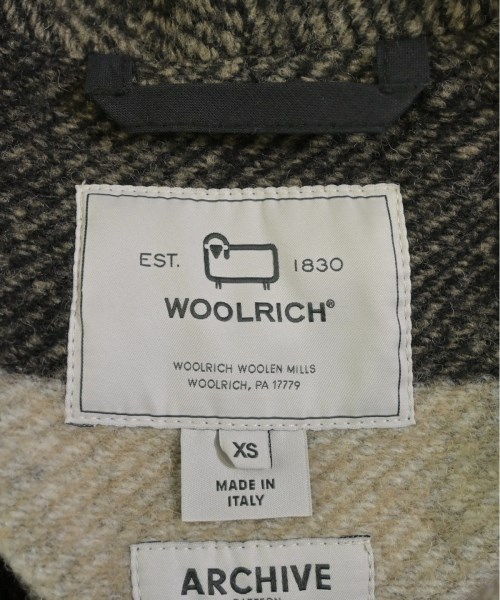 EST. 1830
WOOLRICH®
WOOLRICH WOOLEN MILLS
WOOLRICH, PA 17779
XS
MADE IN
ITALY
ARCHIVE